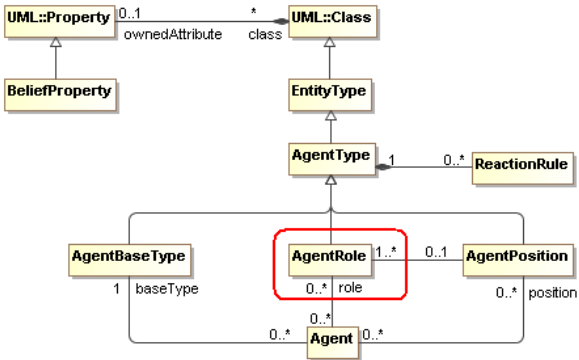 UML::Property 0..1 * UML::Class
ownedAttribute class
BeliefProperty EntityType
AgentType 1 0..* ReactionRule
AgentBaseType AgentRole 1..* 0..1 AgentPosition
1 baseType 0..* role 0..* position
0..* 0..* Agent 0..*